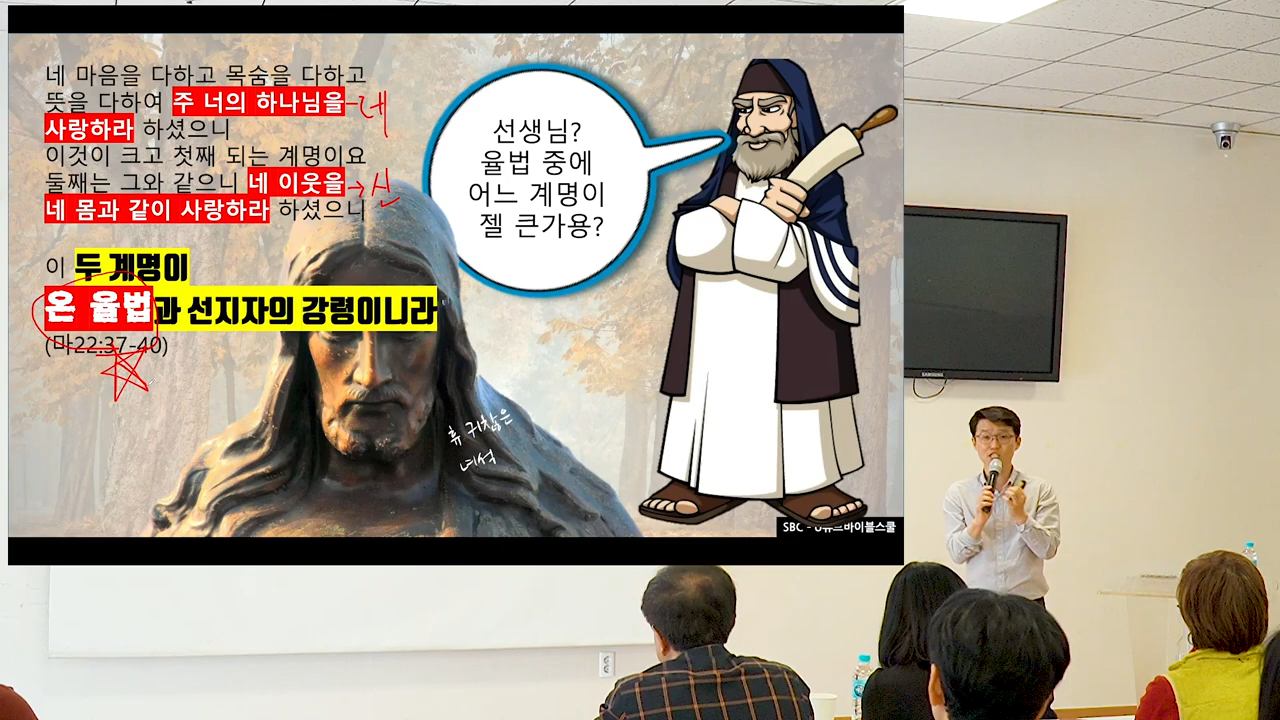 네 마음을 다하고 목숨을 다하고
뜻을 다하여 주 너의 하나님을
사랑하라 하셨으니
이것이 크고 첫째 되는 계명이요
둘째는 그와 같으니 네 이웃을
네 몸과 같이 사랑하라 하셨으니
이 두 계명이
온 율법과 선지자의 강령이니라
(마22:37-40)
선생님?
율법 중에
어느 계명이
젤 큰가용?
휴 귀찮은
녀석
SBC -
바이블스쿨
SAMSUNG